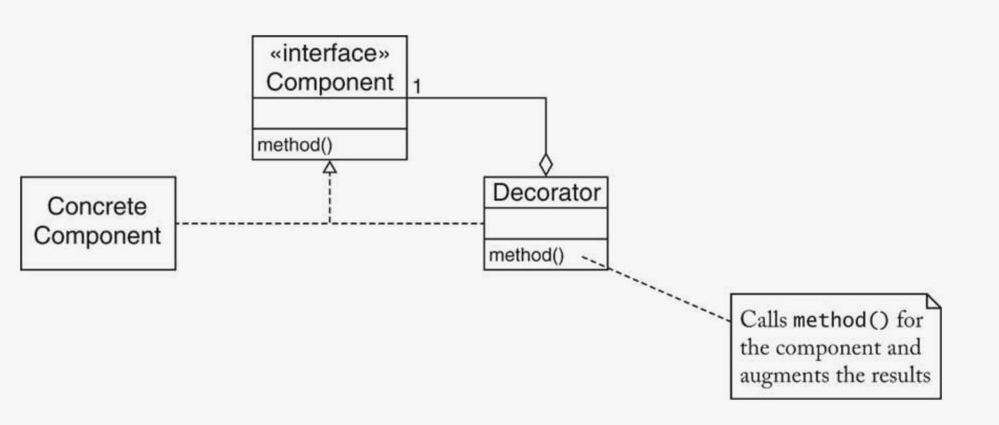 «interface»
Component
1
method()
Concrete
Component
Decorator
method()
Calls method() for
the component and
augments the results